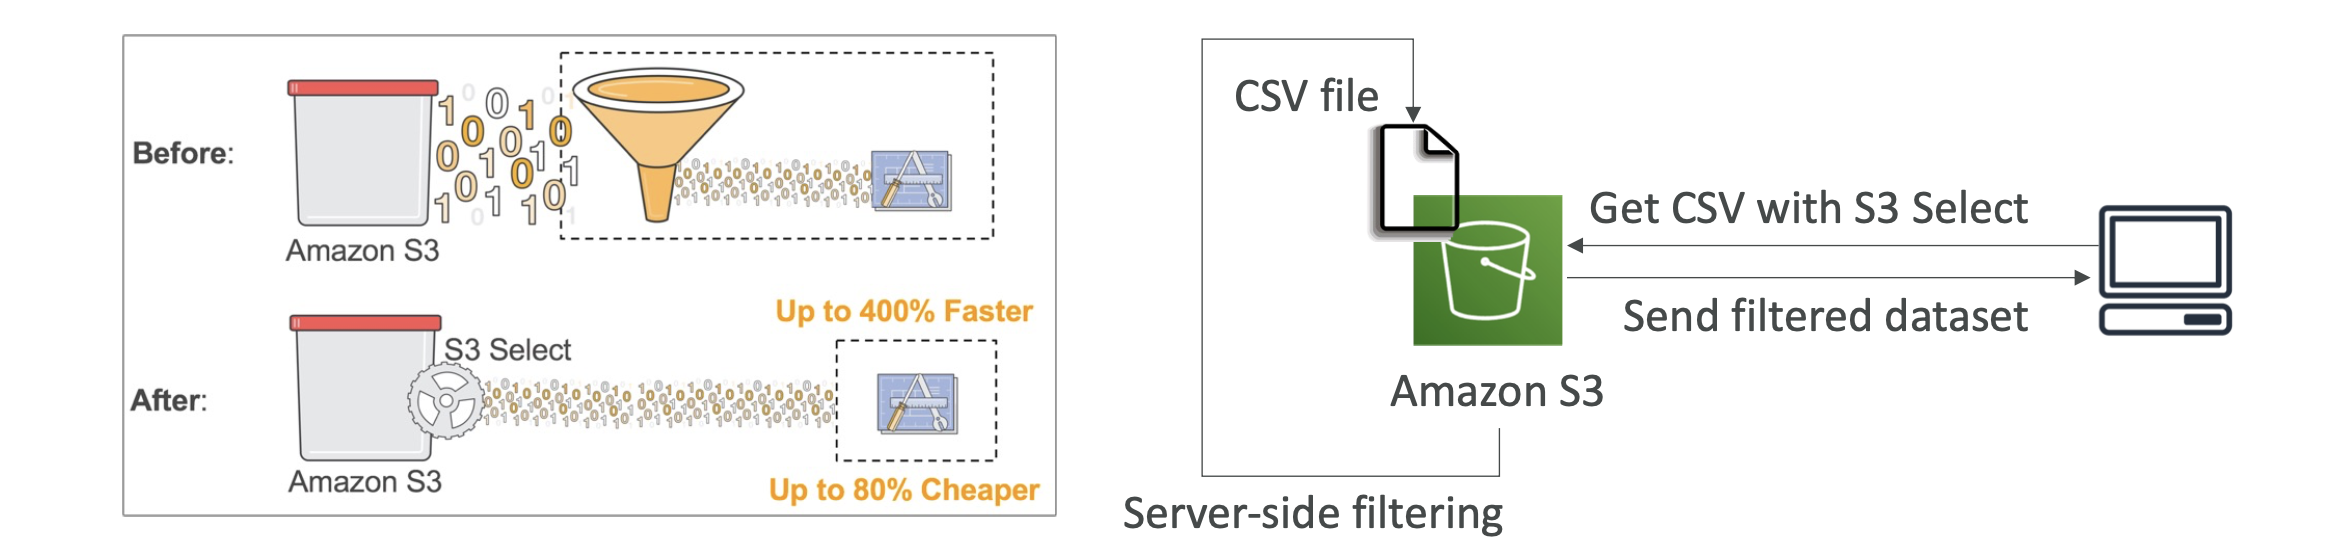 Before:
Amazon S3
Up to 400% Faster
S3 Select
After:
Amazon S3
Up to 80% Cheaper
CSV file
Get CSV with S3 Select
Send filtered dataset
Amazon S3
Server-side filtering